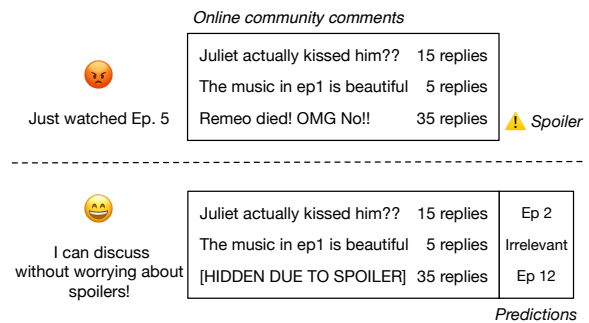 Online community comments
Juliet actually kissed him?? 15 replies
The music in ep1 is beautiful 5 replies
Just watched Ep. 5
Remeo died! OMG No!! 35 replies
Spoiler
Juliet actually kissed him?? 15 replies Ep 2
The music in ep1 is beautiful 5 replies Irrelevant
[HIDDEN DUE TO SPOILER] 35 replies Ep 12
I can discuss
without worrying about
spoilers!
Predictions